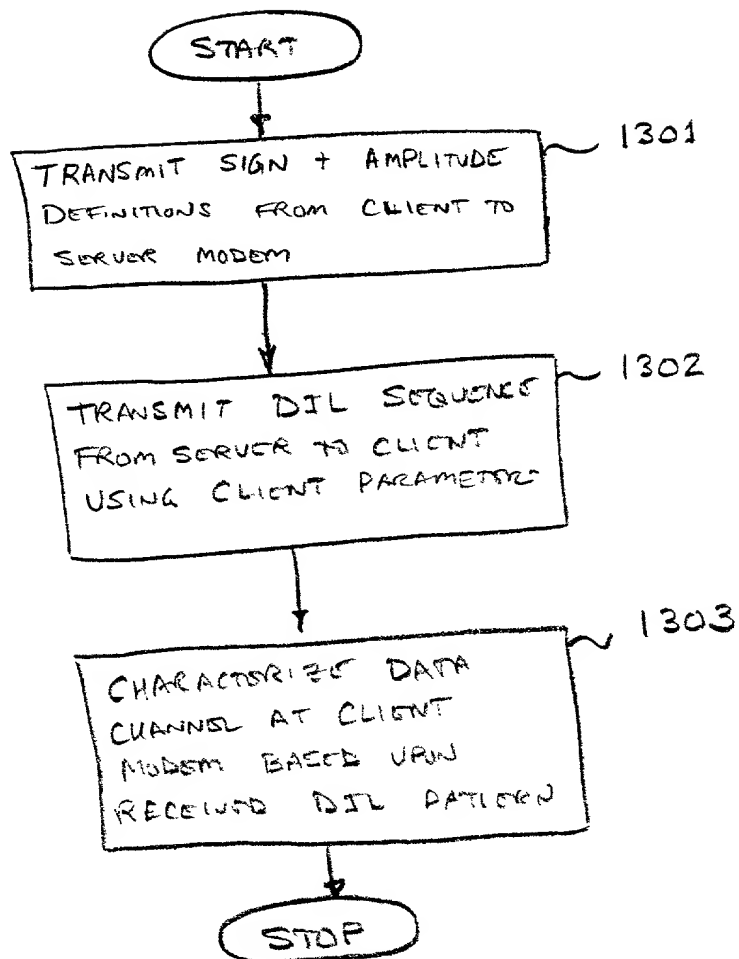 START
1301
TRANSMIT SIGN + AMPLITUDE
DEFINITIONS FROM CLIENT TO
SERVER MODEM
1302
TRANSMIT DIL SEQUENCE
FROM SERVER TO CLIENT
USING CLIENT PARAMETERS
1303
CHARACTERIZE DATA
CHANNEL AT CLIENT
MODEM BASED UPON
RECEIVED DIL PATTERN
STOP